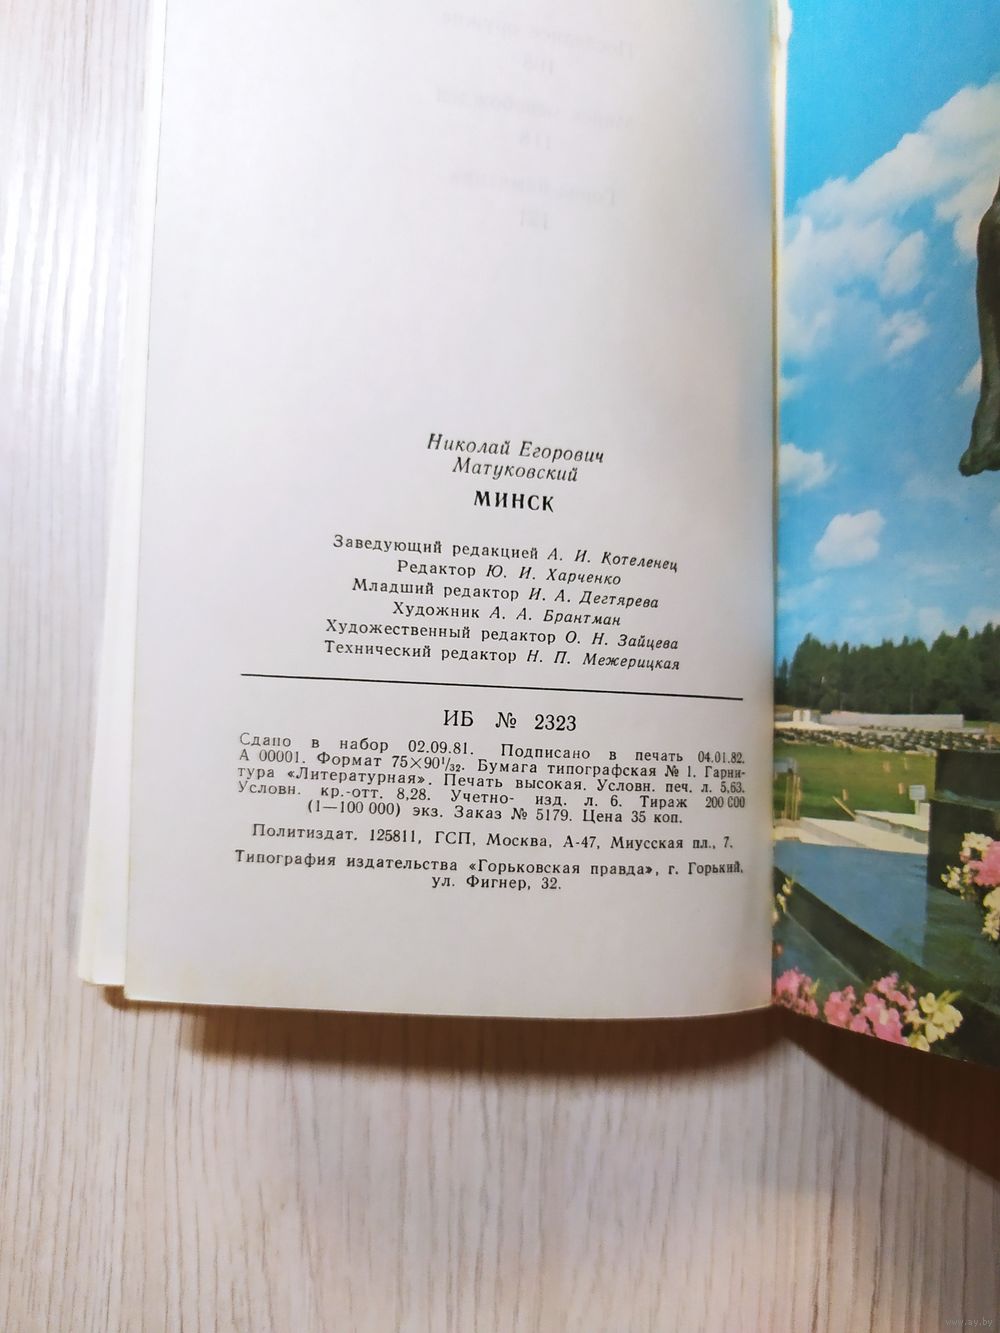 Николай Егорович
Матуковский
МИНСК
Заведующий редакцией А. И. Котеленец
Редактор Ю. И. Харченко
Младший редактор И. А. Дегтярева
Художник А. А. Брантман
Художественный редактор О. Н. Зайцева
Технический редактор Н. П. Межерицкая
ИБ № 2323
Сдано в набор 02.09.81. Подписано в печать 04.01.82.
А 00001. Формат 75×90¹/₃₂. Бумага типографская № 1. Гарни-
тура «Литературная». Печать высокая. Условн. печ. л. 5,63.
Условн. кр.-отт. 8,28. Учетно- изд. л. 6. Тираж 200 000
(1—100 000) экз. Заказ № 5179. Цена 35 коп.
Политиздат. 125811, ГСП, Москва, А-47, Миусская пл., 7.
Типография издательства «Горьковская правда», г. Горький,
ул. Фигнер, 32.
www.ay.by